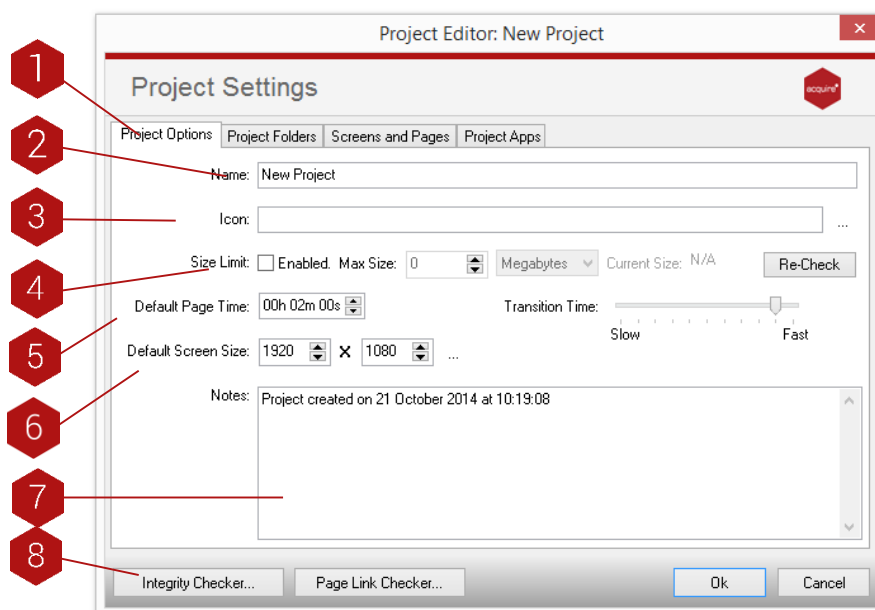 Project Editor: New Project
Project Settings
acquire
1
Project Options Project Folders Screens and Pages Project Apps
2
Name: New Project
3
Icon: ...
4
Size Limit: Enabled. Max Size: 0 Megabytes Current Size: N/A Re-Check
5
Default Page Time: 00h 02m 00s Transition Time:
Slow Fast
6
Default Screen Size: 1920 X 1080 ...
Notes: Project created on 21 October 2014 at 10:19:08
7
8
Integrity Checker... Page Link Checker... Ok Cancel